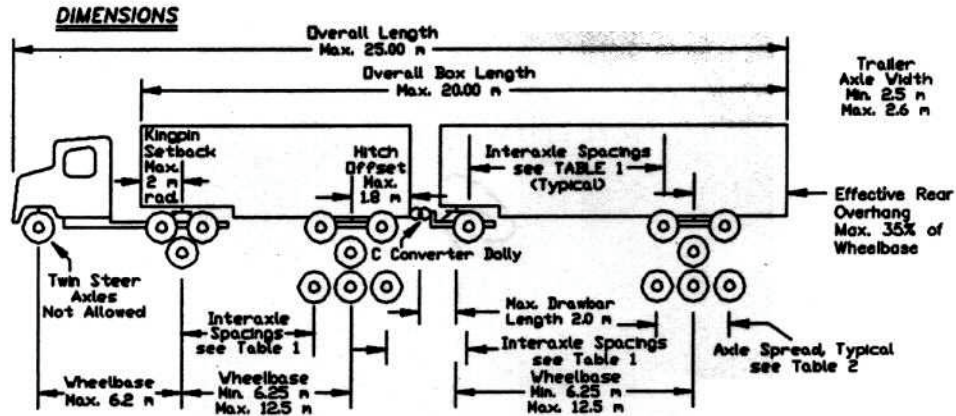 DIMENSIONS
Overall Length
Max. 25.00 m
Overall Box Length
Max. 20.00 m
Trailer
Axle Width
Min. 2.5 m
Max. 2.6 m
Kingpin
Setback
Max.
2 m
rad.
Hitch
Offset
Max.
1.8 m
Interaxle Spacings
see TABLE 1
(Typical)
Effective Rear
Overhang
Max. 35% of
Wheelbase
C Converter Dolly
Twin Steer
Axles
Not Allowed
Interaxle
Spacings
see Table 1
Max. Drawbar
Length 2.0 m
Interaxle Spacings
see Table 1
Axle Spread, Typical
see Table 2
Wheelbase
Max. 6.2 m
Wheelbase
Min. 6.25 m
Max. 12.5 m
Wheelbase
Min. 6.25 m
Max. 12.5 m